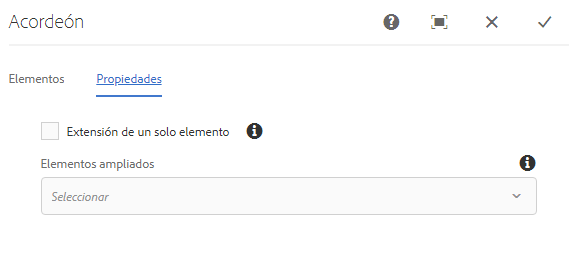 Acordeón
Elementos Propiedades
Extensión de un solo elemento
Elementos ampliados
Seleccionar